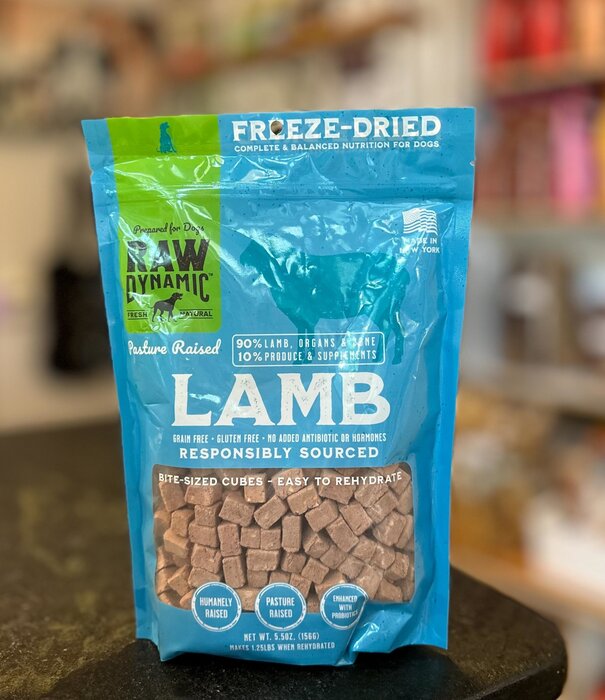 FREEZE-DRIED
COMPLETE & BALANCED NUTRITION FOR DOGS
Prepared for Dogs
RAW
DYNAMIC™
FRESH NATURAL
MADE IN
NEW YORK
Pasture Raised
90% LAMB, ORGANS & BONE
10% PRODUCE & SUPPLEMENTS
LAMB
GRAIN FREE - GLUTEN FREE - NO ADDED ANTIBIOTIC OR HORMONES
RESPONSIBLY SOURCED
BITE-SIZED CUBES - EASY TO REHYDRATE
HUMANELY
RAISED
PASTURE
RAISED
ENHANCED
WITH
PROBIOTICS
NET WT. 5.5OZ. (156G)
MAKES 1.25LBS WHEN REHYDRATED